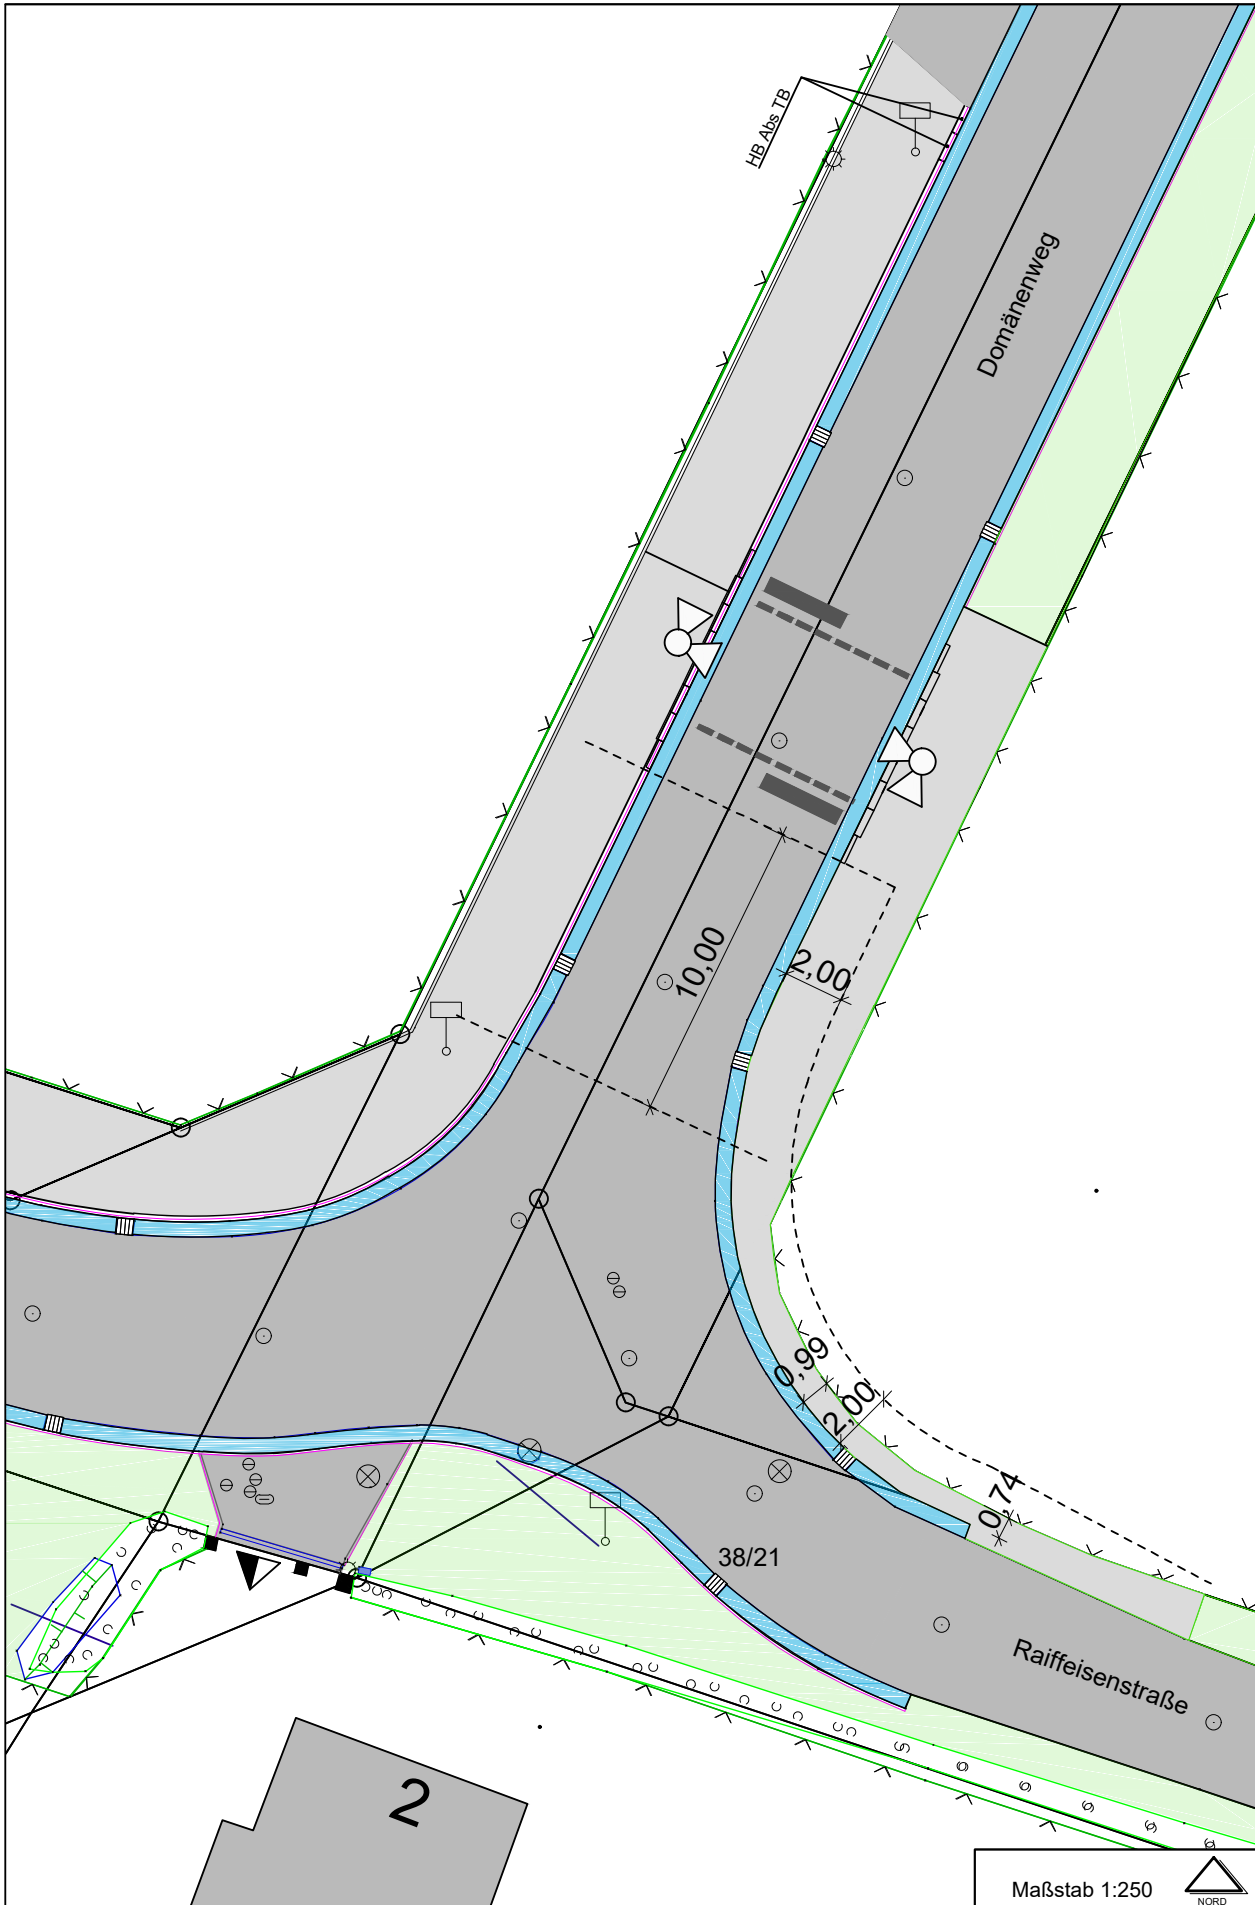 HB Abs TB
Domänenweg
10,00
2,00
0,99
2,00
0,74
38/21
Raiffeisenstraße
2
Maßstab 1:250
NORD